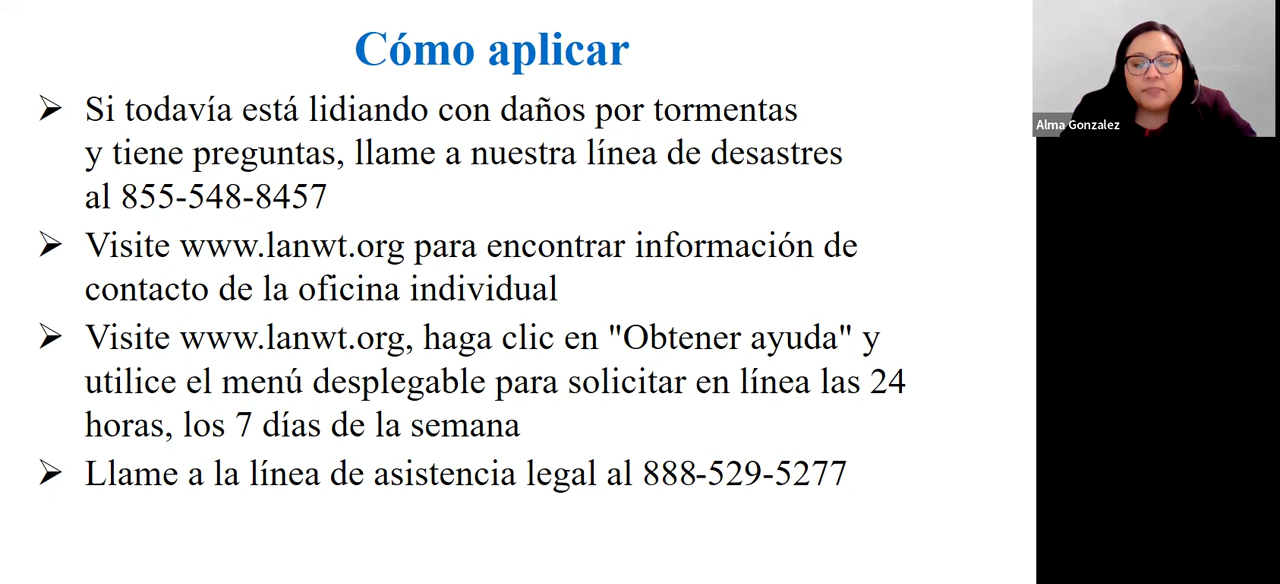 Cómo aplicar
Si todavía está lidiando con daños por tormentas
y tiene preguntas, llame a nuestra línea de desastres
al 855-548-8457
Visite www.lanwt.org para encontrar información de
contacto de la oficina individual
Visite www.lanwt.org, haga clic en "Obtener ayuda" y
utilice el menú desplegable para solicitar en línea las 24
horas, los 7 días de la semana
Llame a la línea de asistencia legal al 888-529-5277
Alma Gonzalez